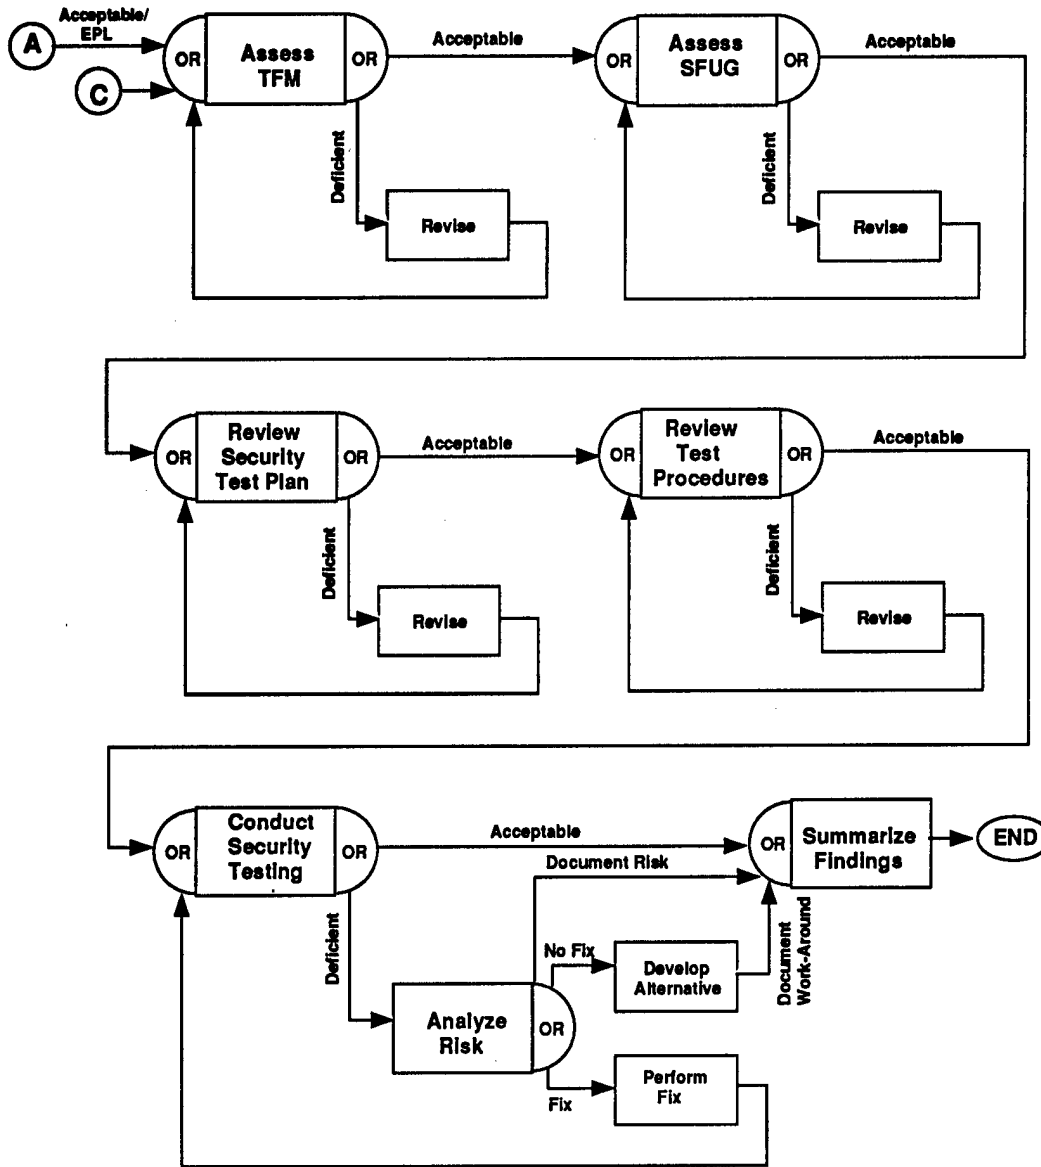 A
Acceptable/
EPL
C
OR
Assess
TFM
OR
Acceptable
OR
Assess
SFUG
OR
Acceptable
Deficient
Revise
Deficient
Revise
OR
Review
Security
Test Plan
OR
Acceptable
OR
Review
Test
Procedures
OR
Acceptable
Deficient
Revise
Deficient
Revise
OR
Conduct
Security
Testing
OR
Acceptable
OR
Summarize
Findings
END
Document Risk
Deficient
No Fix
Develop
Alternative
Document
Work-Around
Analyze
Risk
OR
Fix
Perform
Fix